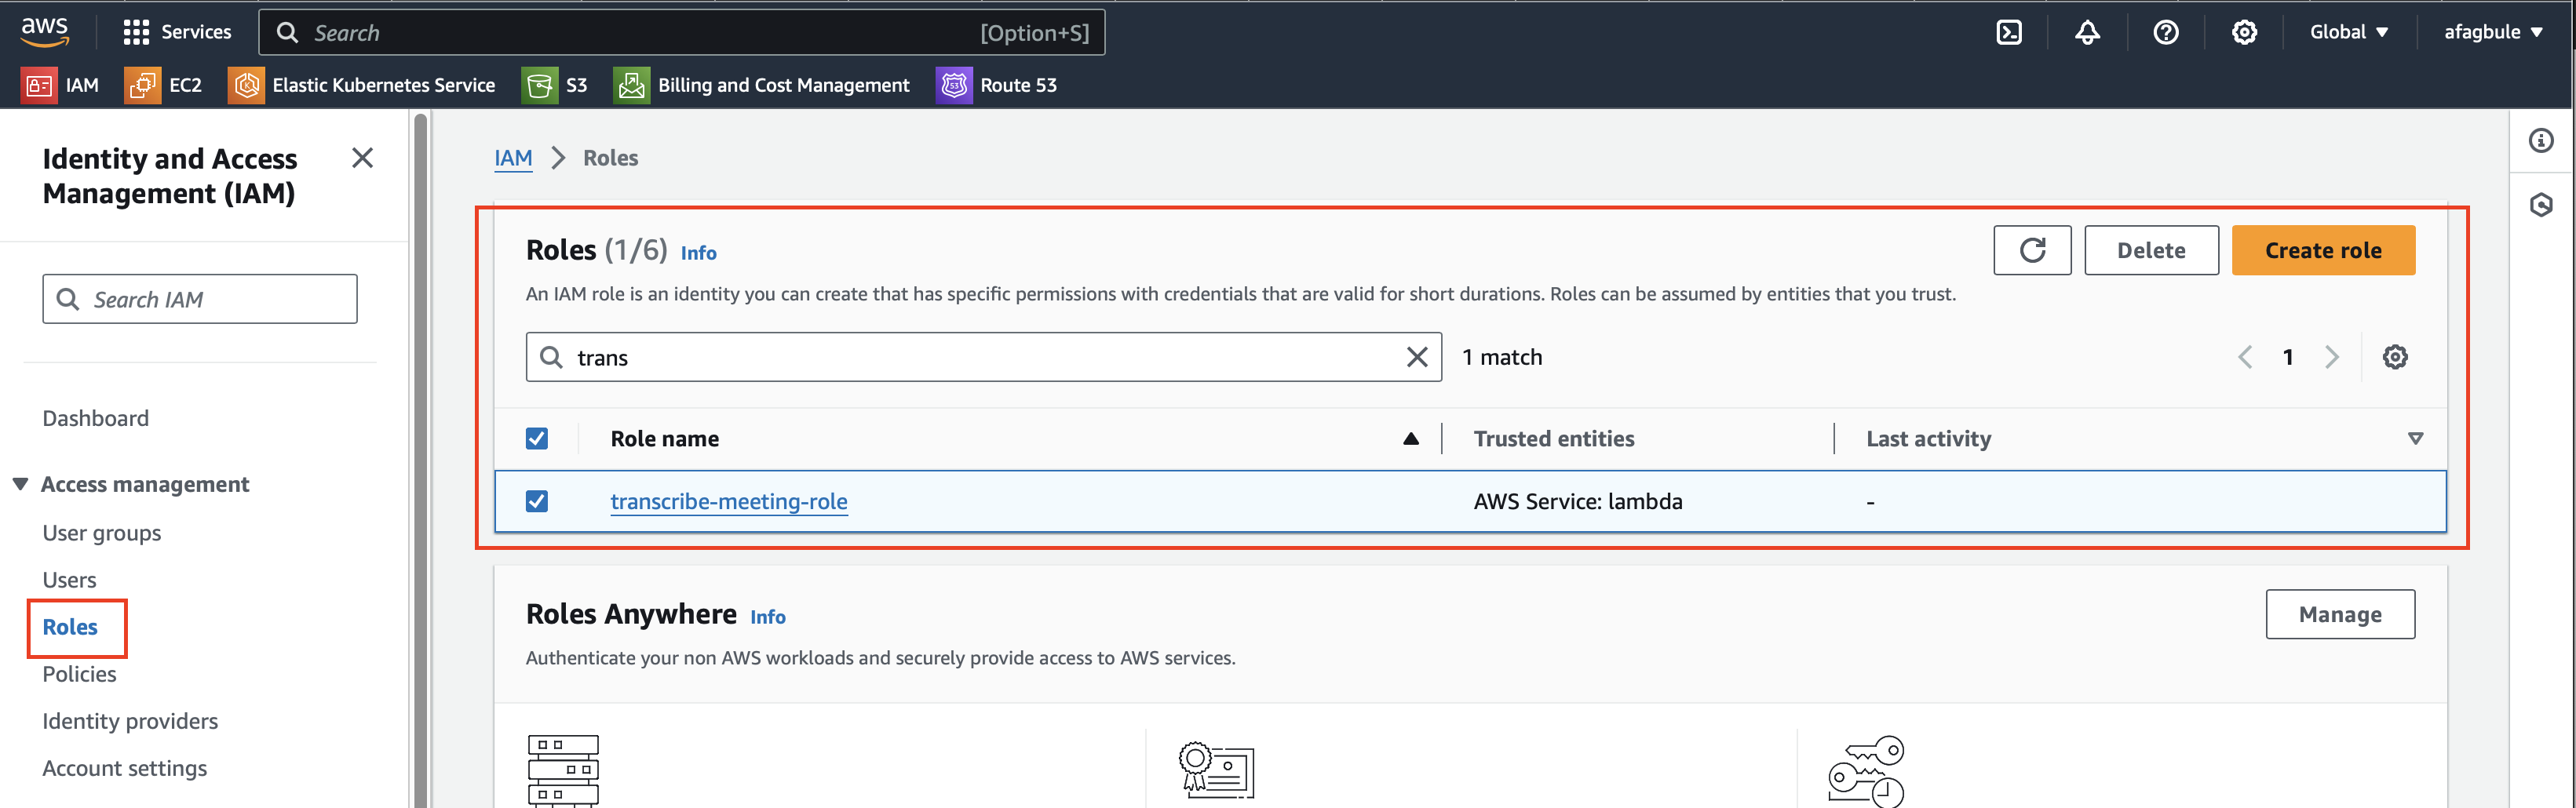 aws
Services
Search [Option+S]
Global
afagbule
IAM
EC2
Elastic Kubernetes Service
S3
Billing and Cost Management
53
Route 53
Identity and Access
Management (IAM)
Search IAM
Dashboard
Access management
User groups
Users
Roles
Policies
Identity providers
Account settings
IAM > Roles
Roles (1/6) Info
Delete
Create role
An IAM role is an identity you can create that has specific permissions with credentials that are valid for short durations. Roles can be assumed by entities that you trust.
trans
1 match
1
Role name
Trusted entities
Last activity
transcribe-meeting-role
AWS Service: lambda
-
Roles Anywhere Info
Manage
Authenticate your non AWS workloads and securely provide access to AWS services.